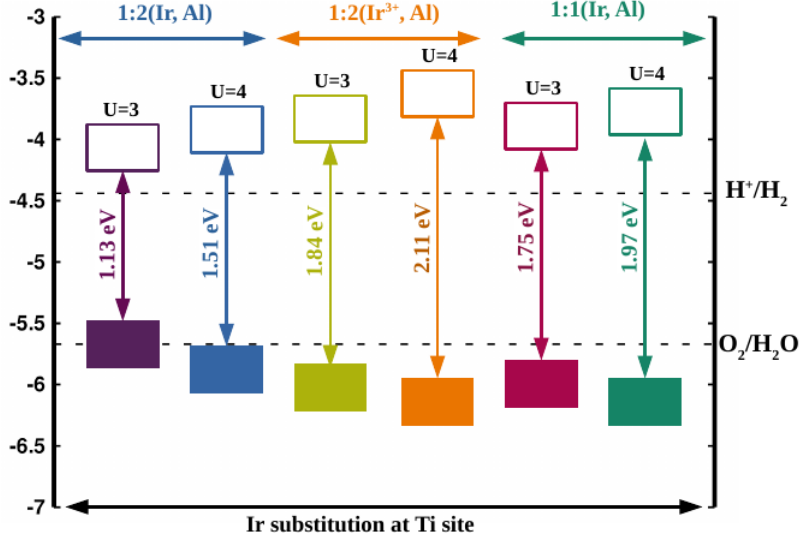 1:2(Ir, Al) 1:2(Ir³⁺, Al) 1:1(Ir, Al)
-3
-3.5
-4
-4.5
-5
-5.5
-6
-6.5
-7
U=3
U=4
U=3
U=4
U=3
U=4
H⁺/H₂
1.13 eV
1.51 eV
1.84 eV
2.11 eV
1.75 eV
1.97 eV
O₂/H₂O
Ir substitution at Ti site